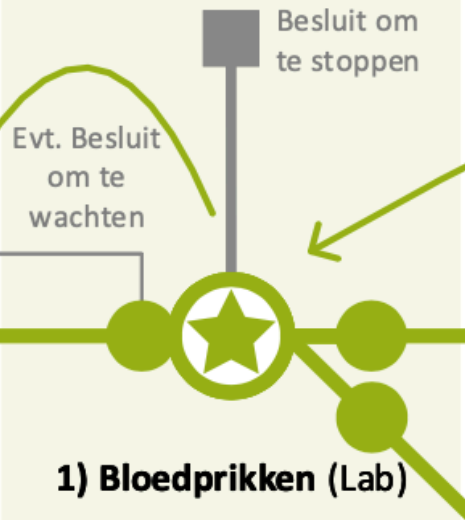 Besluit om
te stoppen
Evt. Besluit
om te
wachten
1) Bloedprikken (Lab)